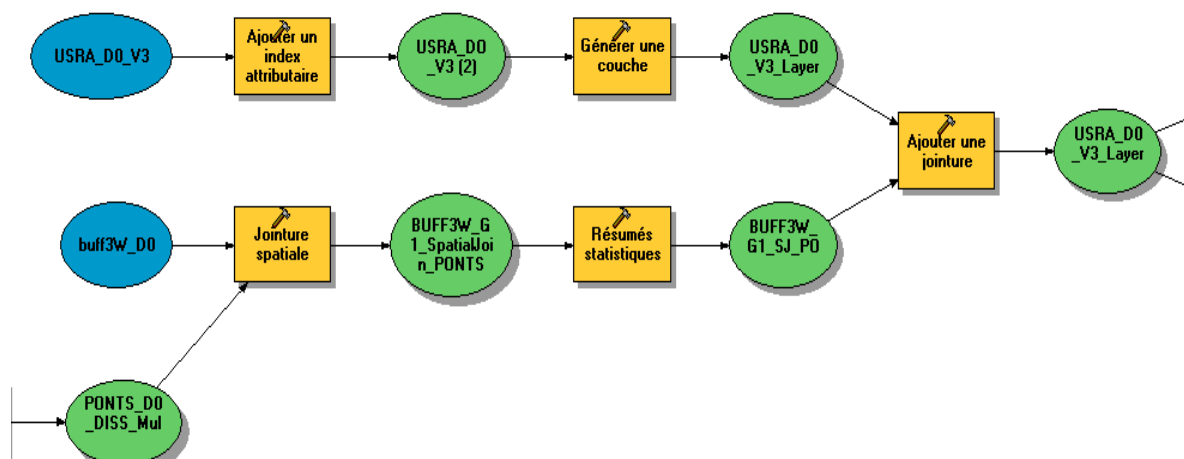 USRA_D0_V3
Ajouter un
index
attributaire
USRA_D0
_V3 (2)
Générer une
couche
USRA_D0
_V3_Layer
Ajouter une
jointure
USRA_D0
_V3_Layer
buff3W_D0
Jointure
spatiale
BUFF3W_G
1_SpatialJoi
n_PONTS
Résumés
statistiques
BUFF3W_
G1_SJ_PO
PONTS_D0
_DISS_Mul